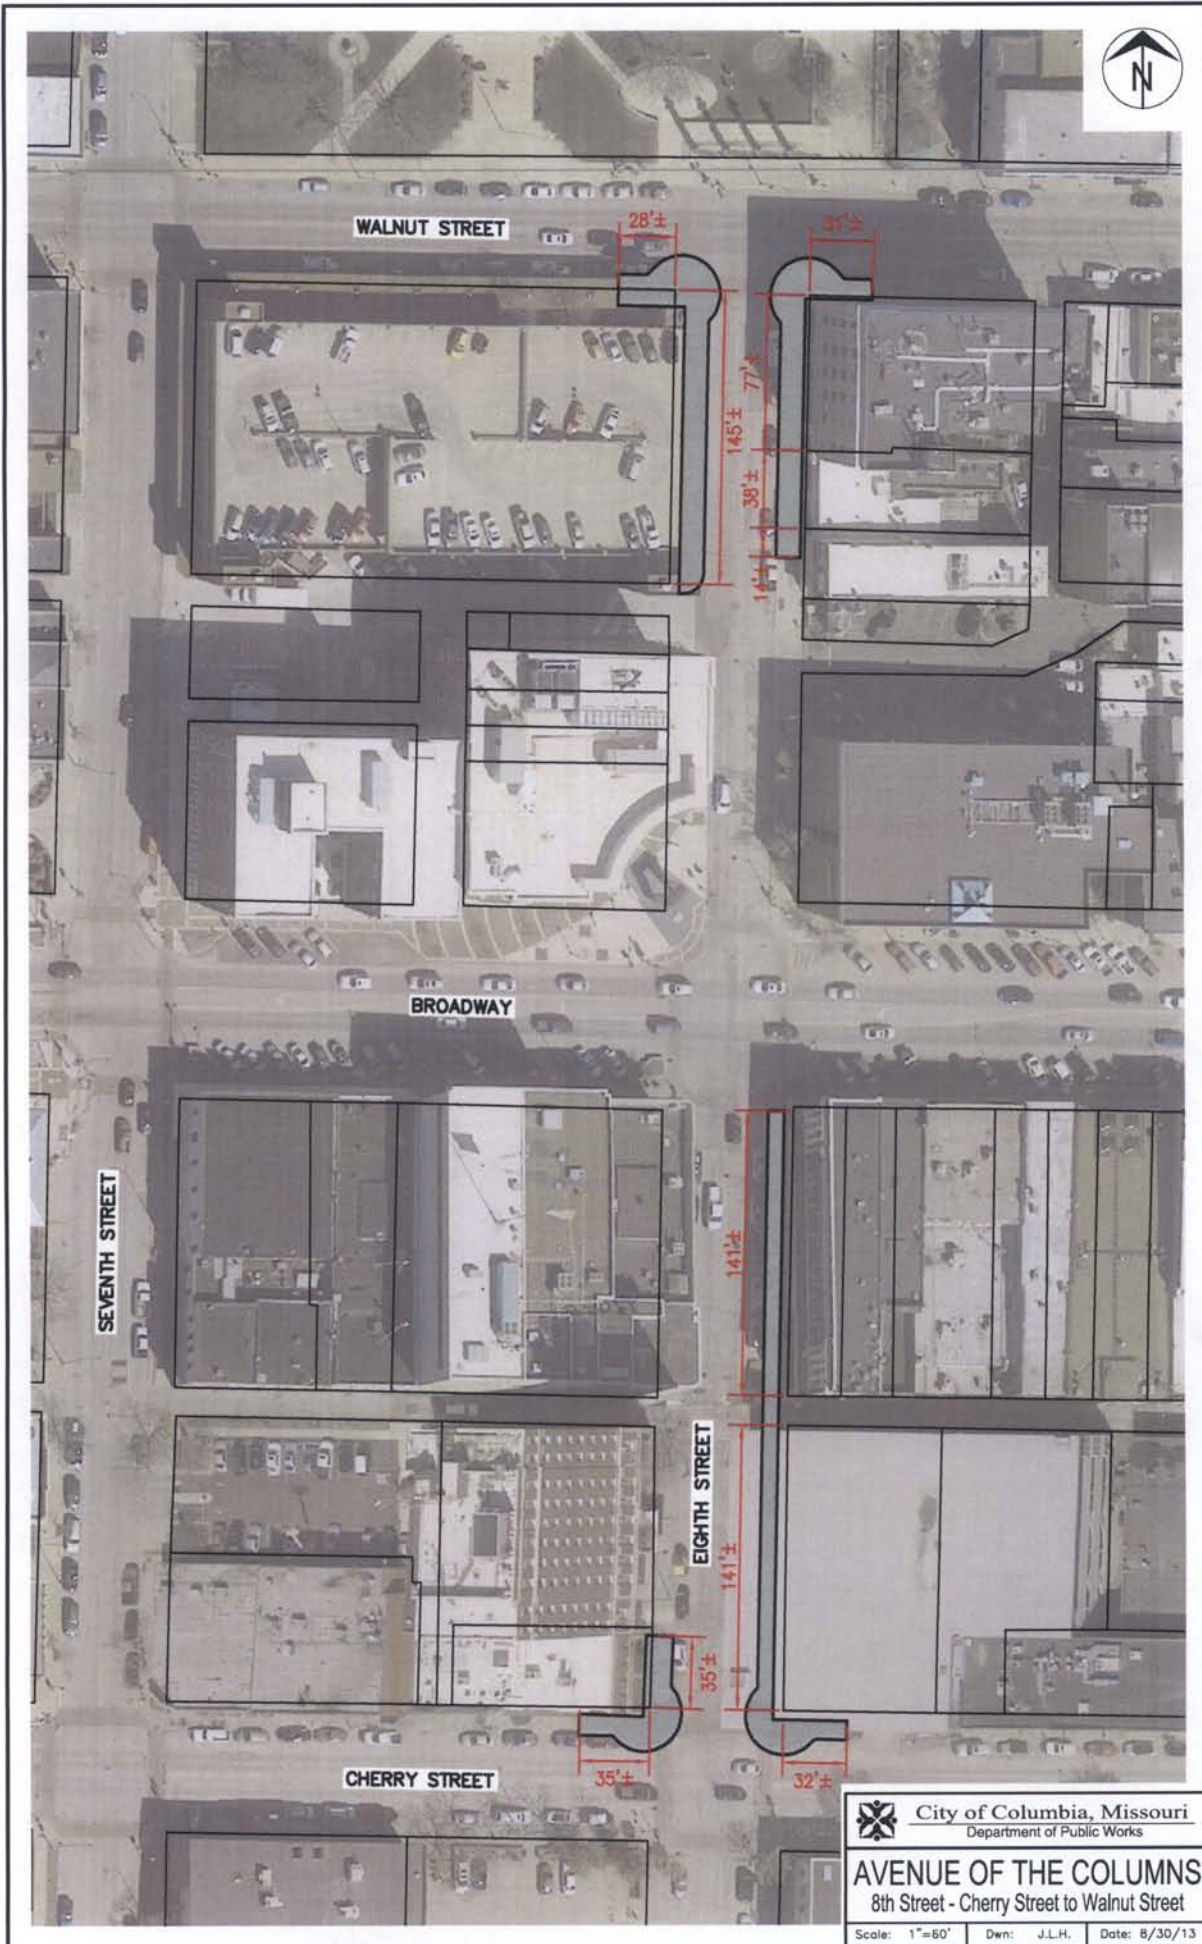 N
WALNUT STREET
28'±
31'±
77'±
145'±
38'±
14'±
BROADWAY
SEVENTH STREET
141'±
EIGHTH STREET
141'±
35'±
35'±
32'±
CHERRY STREET
City of Columbia, Missouri
Department of Public Works
AVENUE OF THE COLUMNS
8th Street - Cherry Street to Walnut Street
Scale: 1"=60' Dwn: J.L.H. Date: 8/30/13